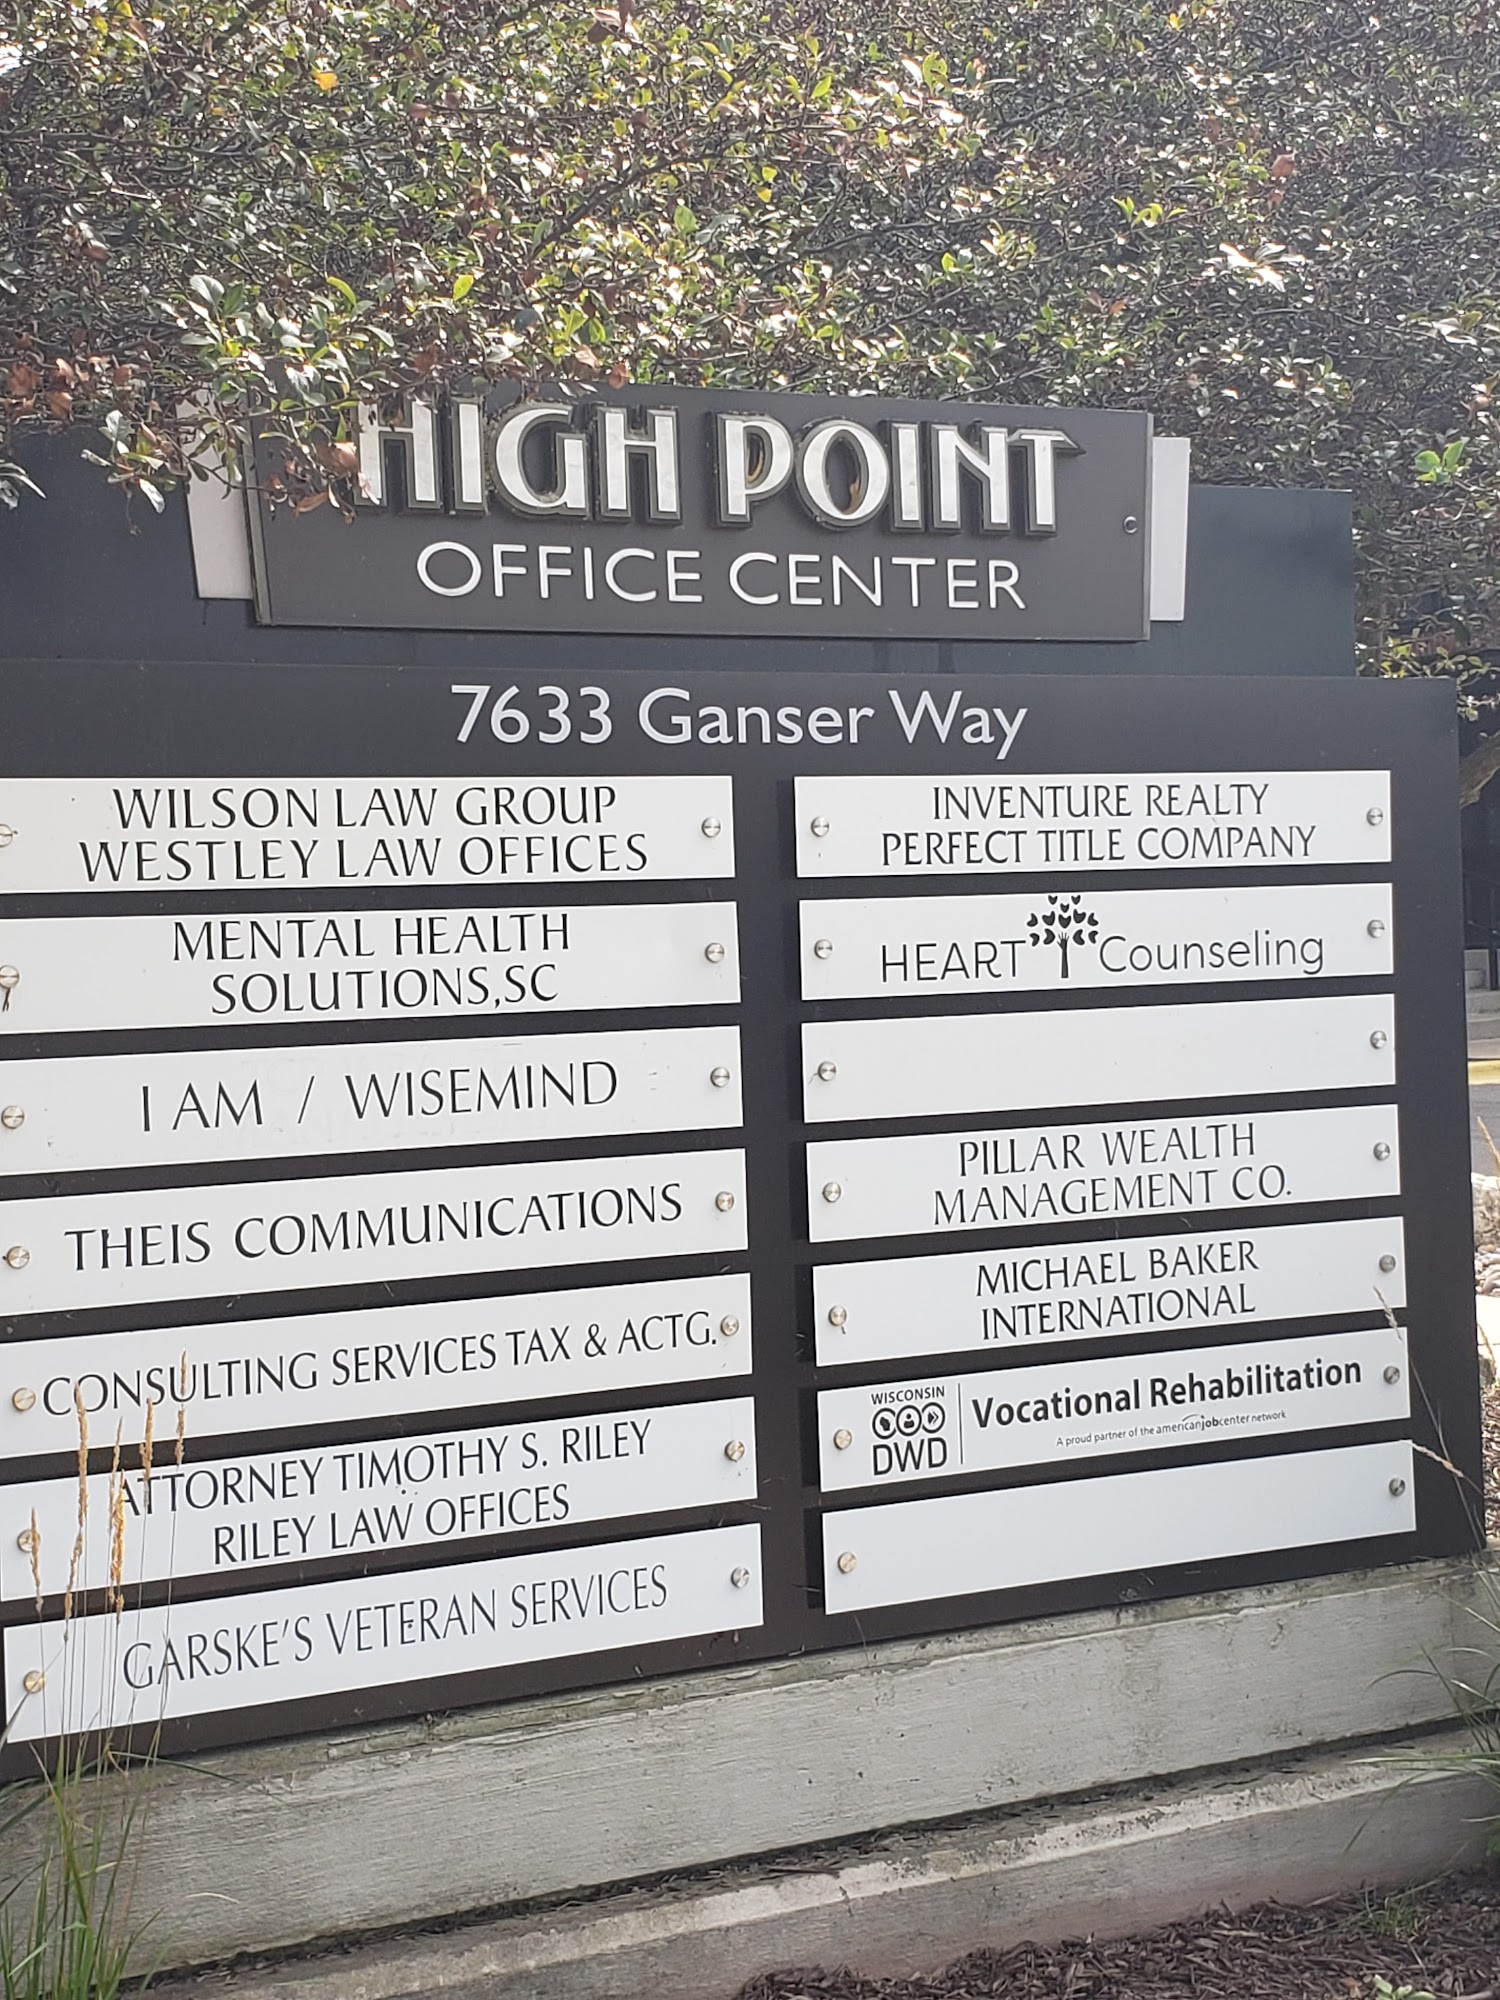 HIGH POINT
OFFICE CENTER
7633 Ganser Way
WILSON LAW GROUP
WESTLEY LAW OFFICES
MENTAL HEALTH
SOLUTIONS,SC
I AM / WISEMIND
THEIS COMMUNICATIONS
CONSULTING SERVICES TAX & ACTG.
ATTORNEY TIMOTHY S. RILEY
RILEY LAW OFFICES
GARSKE'S VETERAN SERVICES
INVENTURE REALTY
PERFECT TITLE COMPANY
HEART Counseling
PILLAR WEALTH
MANAGEMENT CO.
MICHAEL BAKER
INTERNATIONAL
WISCONSIN
DWD
Vocational Rehabilitation
A proud partner of the americanjobcenter network